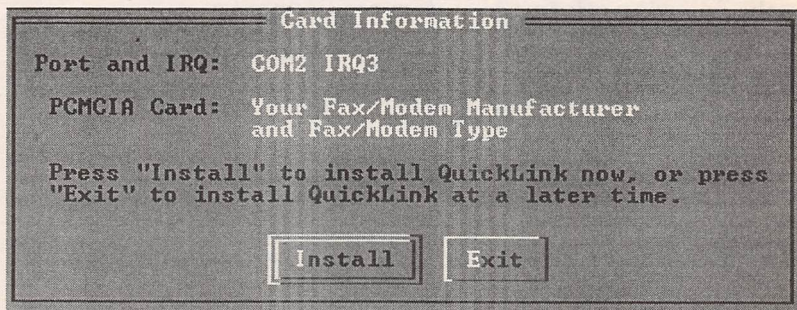 Card Information
Port and IRQ: COM2 IRQ3
PCMCIA Card: Your Fax/Modem Manufacturer
and Fax/Modem Type
Press "Install" to install QuickLink now, or press
"Exit" to install QuickLink at a later time.
Install Exit